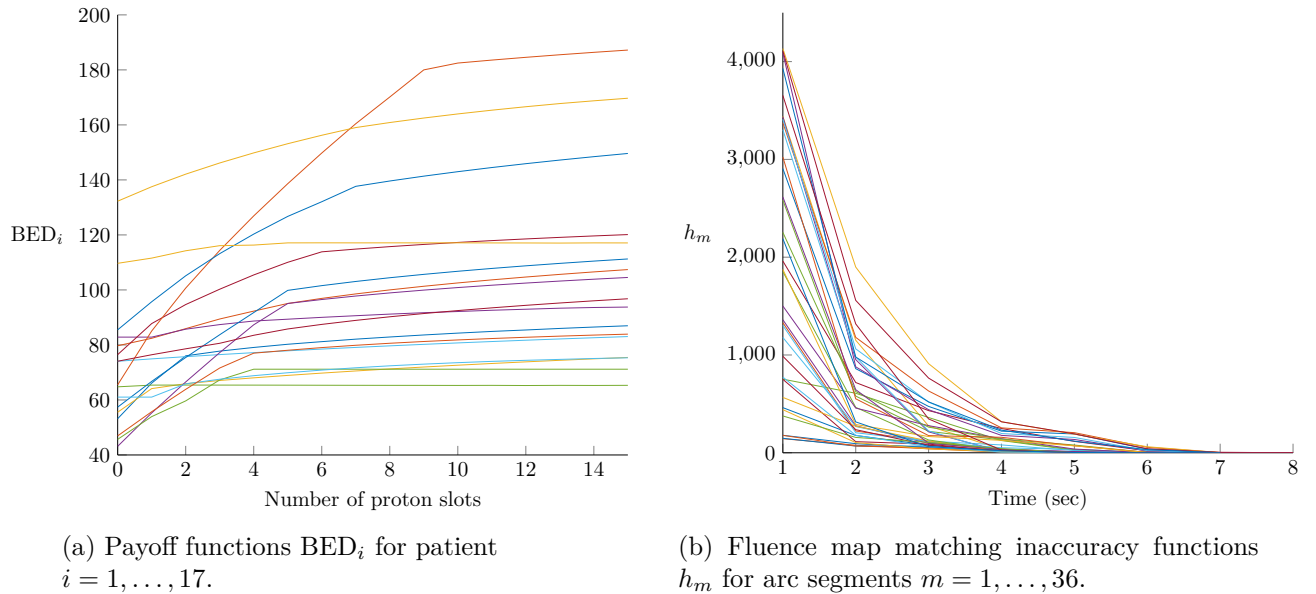 200
180
160
140
120
100
80
60
40
BED_i
0 2 4 6 8 10 12 14
Number of proton slots
(a) Payoff functions BED_i for patient
i = 1, . . . , 17.
4,000
3,000
2,000
1,000
0
h_m
1 2 3 4 5 6 7 8
Time (sec)
(b) Fluence map matching inaccuracy functions
h_m for arc segments m = 1, . . . , 36.